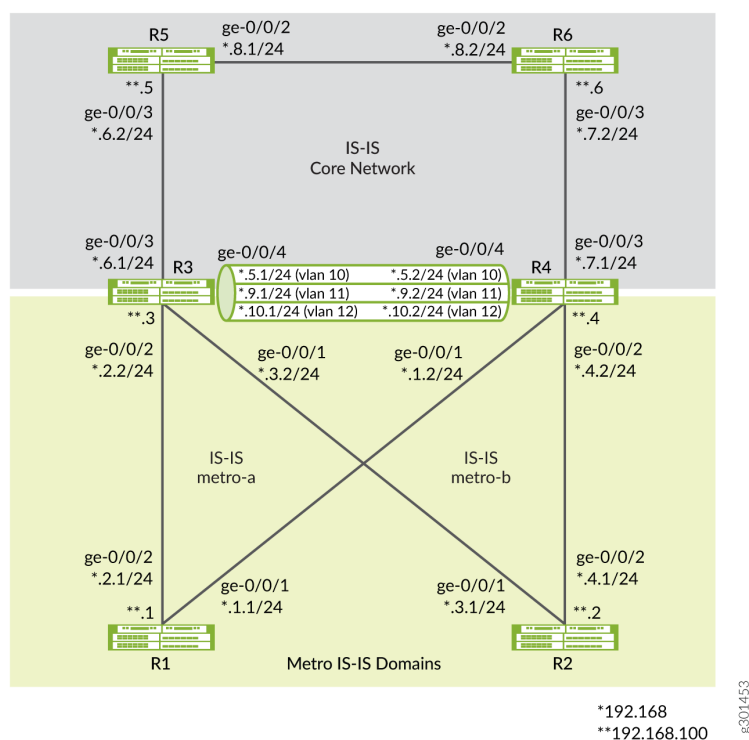 R5
ge-0/0/2
*.8.1/24
ge-0/0/2
*.8.2/24
R6
**.5
**.6
ge-0/0/3
*.6.2/24
ge-0/0/3
*.7.2/24
IS-IS
Core Network
ge-0/0/3
*.6.1/24
R3
ge-0/0/4
ge-0/0/4
R4
ge-0/0/3
*.7.1/24
*.5.1/24 (vlan 10)
*.5.2/24 (vlan 10)
*.9.1/24 (vlan 11)
*.9.2/24 (vlan 11)
*.10.1/24 (vlan 12)
*.10.2/24 (vlan 12)
**.3
**.4
ge-0/0/2
*.2.2/24
ge-0/0/1
*.3.2/24
ge-0/0/1
*.1.2/24
ge-0/0/2
*.4.2/24
IS-IS
metro-a
IS-IS
metro-b
ge-0/0/2
*.2.1/24
ge-0/0/1
*.1.1/24
ge-0/0/1
*.3.1/24
ge-0/0/2
*.4.1/24
**.1
**.2
R1
Metro IS-IS Domains
R2
*192.168
**192.168.100
g301453